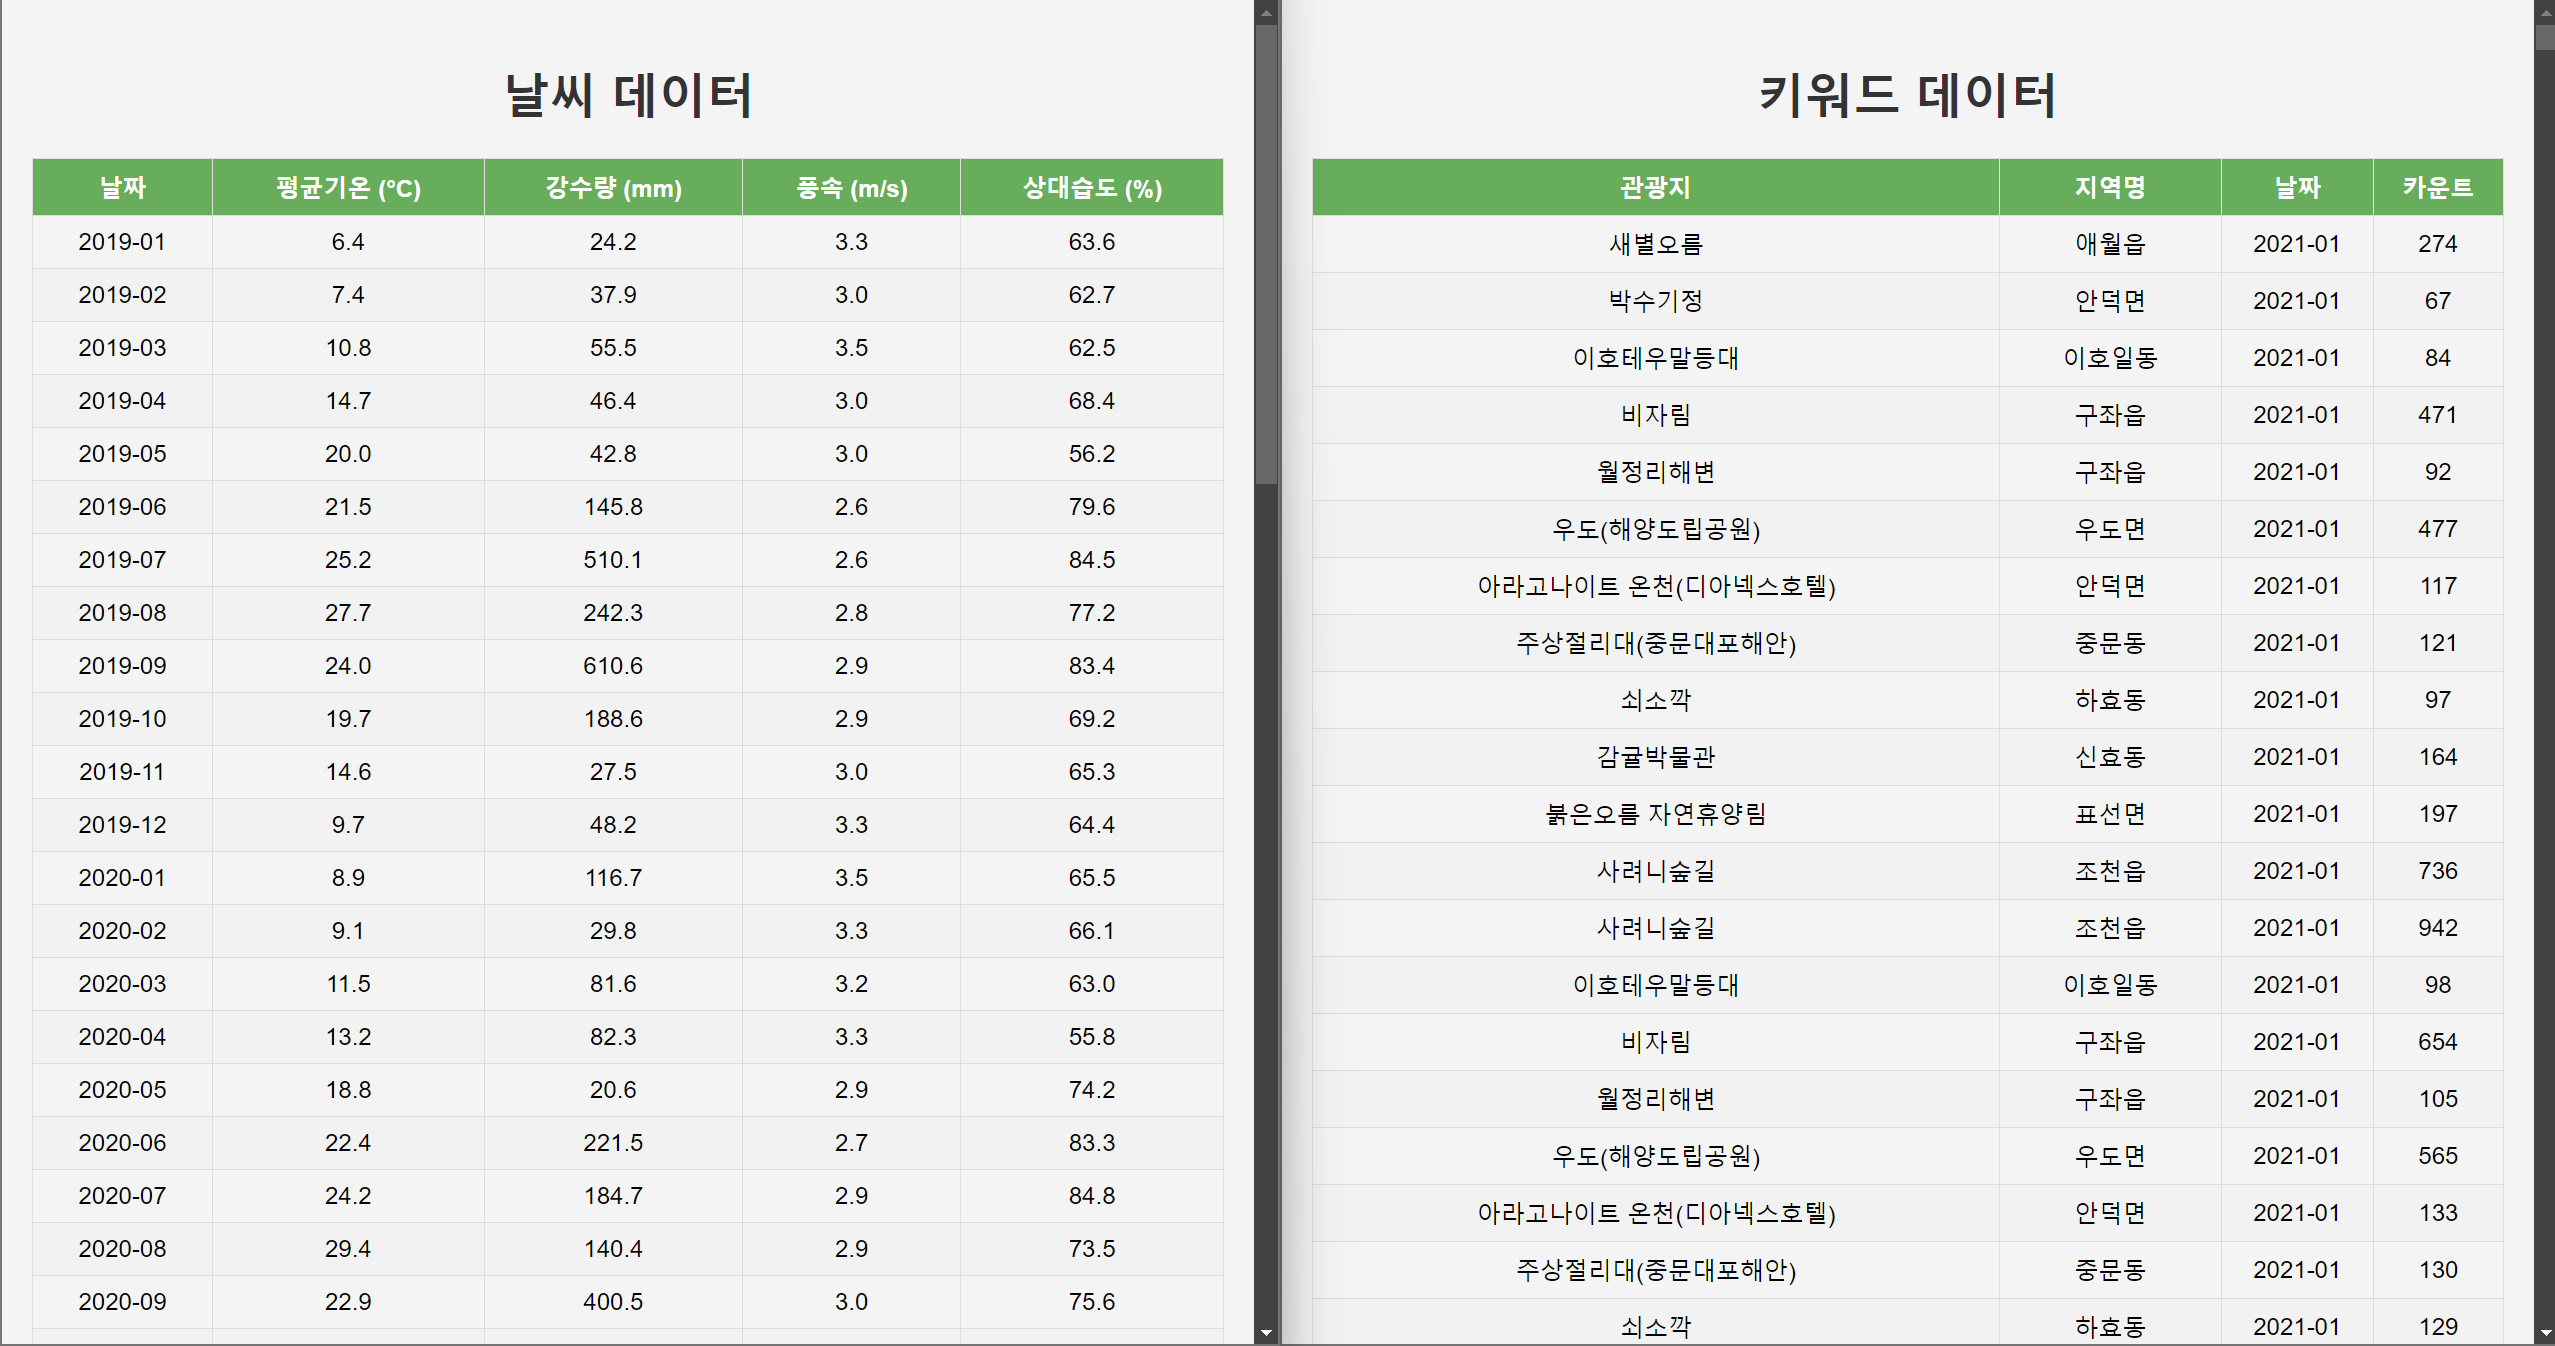 날씨 데이터
날짜 평균기온 (°C) 강수량 (mm) 풍속 (m/s) 상대습도 (%)
2019-01 6.4 24.2 3.3 63.6
2019-02 7.4 37.9 3.0 62.7
2019-03 10.8 55.5 3.5 62.5
2019-04 14.7 46.4 3.0 68.4
2019-05 20.0 42.8 3.0 56.2
2019-06 21.5 145.8 2.6 79.6
2019-07 25.2 510.1 2.6 84.5
2019-08 27.7 242.3 2.8 77.2
2019-09 24.0 610.6 2.9 83.4
2019-10 19.7 188.6 2.9 69.2
2019-11 14.6 27.5 3.0 65.3
2019-12 9.7 48.2 3.3 64.4
2020-01 8.9 116.7 3.5 65.5
2020-02 9.1 29.8 3.3 66.1
2020-03 11.5 81.6 3.2 63.0
2020-04 13.2 82.3 3.3 55.8
2020-05 18.8 20.6 2.9 74.2
2020-06 22.4 221.5 2.7 83.3
2020-07 24.2 184.7 2.9 84.8
2020-08 29.4 140.4 2.9 73.5
2020-09 22.9 400.5 3.0 75.6
키워드 데이터
관광지 지역명 날짜 카운트
새별오름 애월읍 2021-01 274
박수기정 안덕면 2021-01 67
이호테우말등대 이호일동 2021-01 84
비자림 구좌읍 2021-01 471
월정리해변 구좌읍 2021-01 92
우도(해양도립공원) 우도면 2021-01 477
아라고나이트 온천(디아넥스호텔) 안덕면 2021-01 117
주상절리대(중문대포해안) 중문동 2021-01 121
쇠소깍 하효동 2021-01 97
감귤박물관 신효동 2021-01 164
붉은오름 자연휴양림 표선면 2021-01 197
사려니숲길 조천읍 2021-01 736
사려니숲길 조천읍 2021-01 942
이호테우말등대 이호일동 2021-01 98
비자림 구좌읍 2021-01 654
월정리해변 구좌읍 2021-01 105
우도(해양도립공원) 우도면 2021-01 565
아라고나이트 온천(디아넥스호텔) 안덕면 2021-01 133
주상절리대(중문대포해안) 중문동 2021-01 130
쇠소깍 하효동 2021-01 129